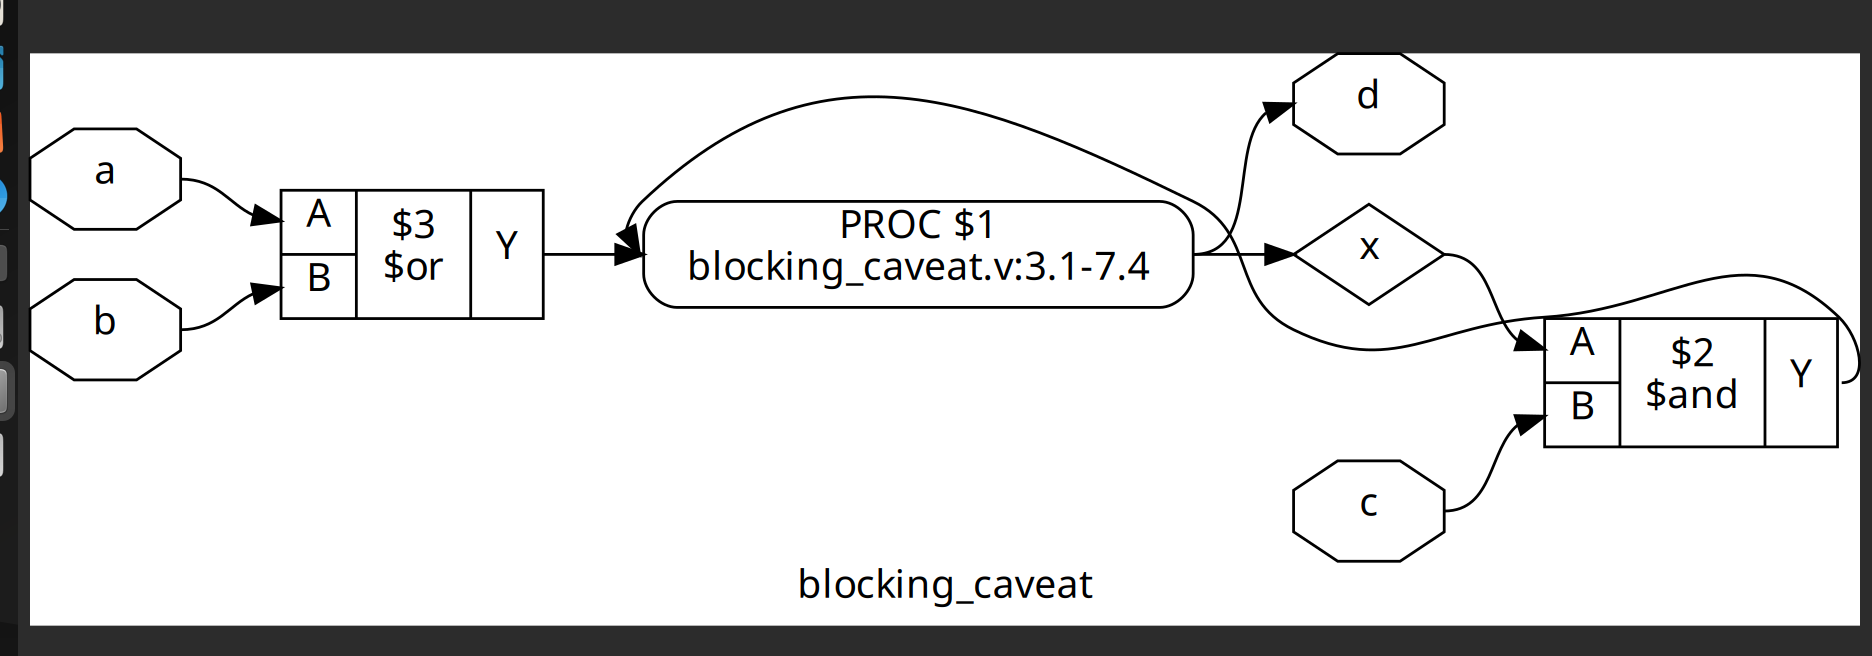 a
b
A
B
$3
$or
Y
PROC $1
blocking_caveat.v:3.1-7.4
d
x
c
A
B
$2
$and
Y
blocking_caveat